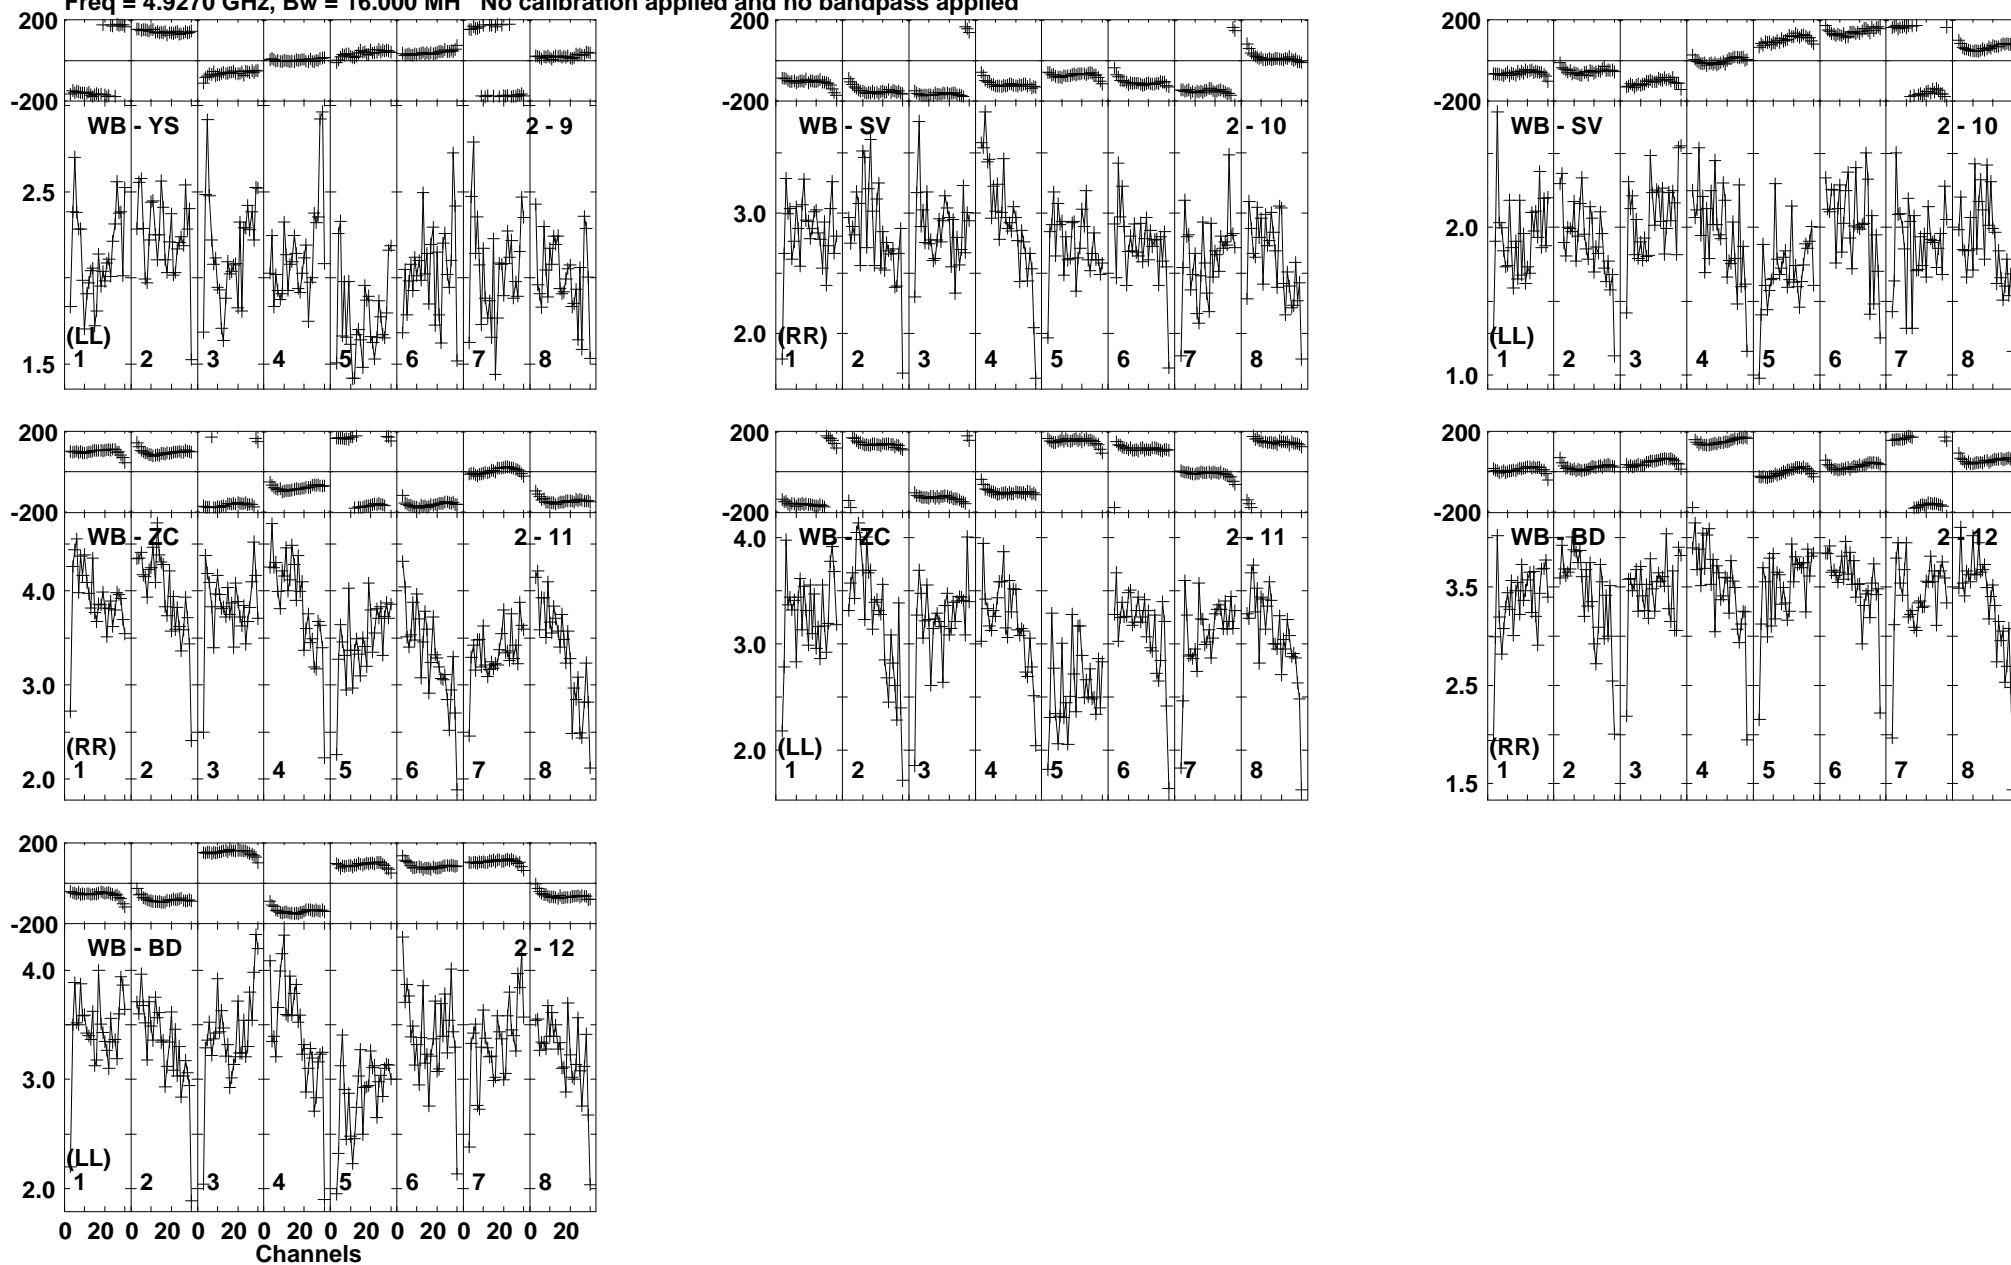 Freq = 4.9270 GHz, Bw = 16.000 MH No calibration applied and no bandpass applied
200
-200
WB - YS 2 - 9
2.5
1.5
(LL)
1 2 3 4 5 6 7 8
200
-200
WB - SV 2 - 10
3.0
2.0
(RR)
1 2 3 4 5 6 7 8
200
-200
WB - SV 2 - 10
2.0
1.0
(LL)
1 2 3 4 5 6 7 8
200
-200
WB - ZC 2 - 11
4.0
3.0
2.0
(RR)
1 2 3 4 5 6 7 8
200
-200
WB - ZC 2 - 11
4.0
3.0
2.0
(LL)
1 2 3 4 5 6 7 8
200
-200
WB - BD 2 - 12
3.5
2.5
1.5
(RR)
1 2 3 4 5 6 7 8
200
-200
WB - BD 2 - 12
4.0
3.0
2.0
(LL)
1 2 3 4 5 6 7 8
0 20 0 20 0 20 0 20 0 20 0 20 0 20 0 20
Channels